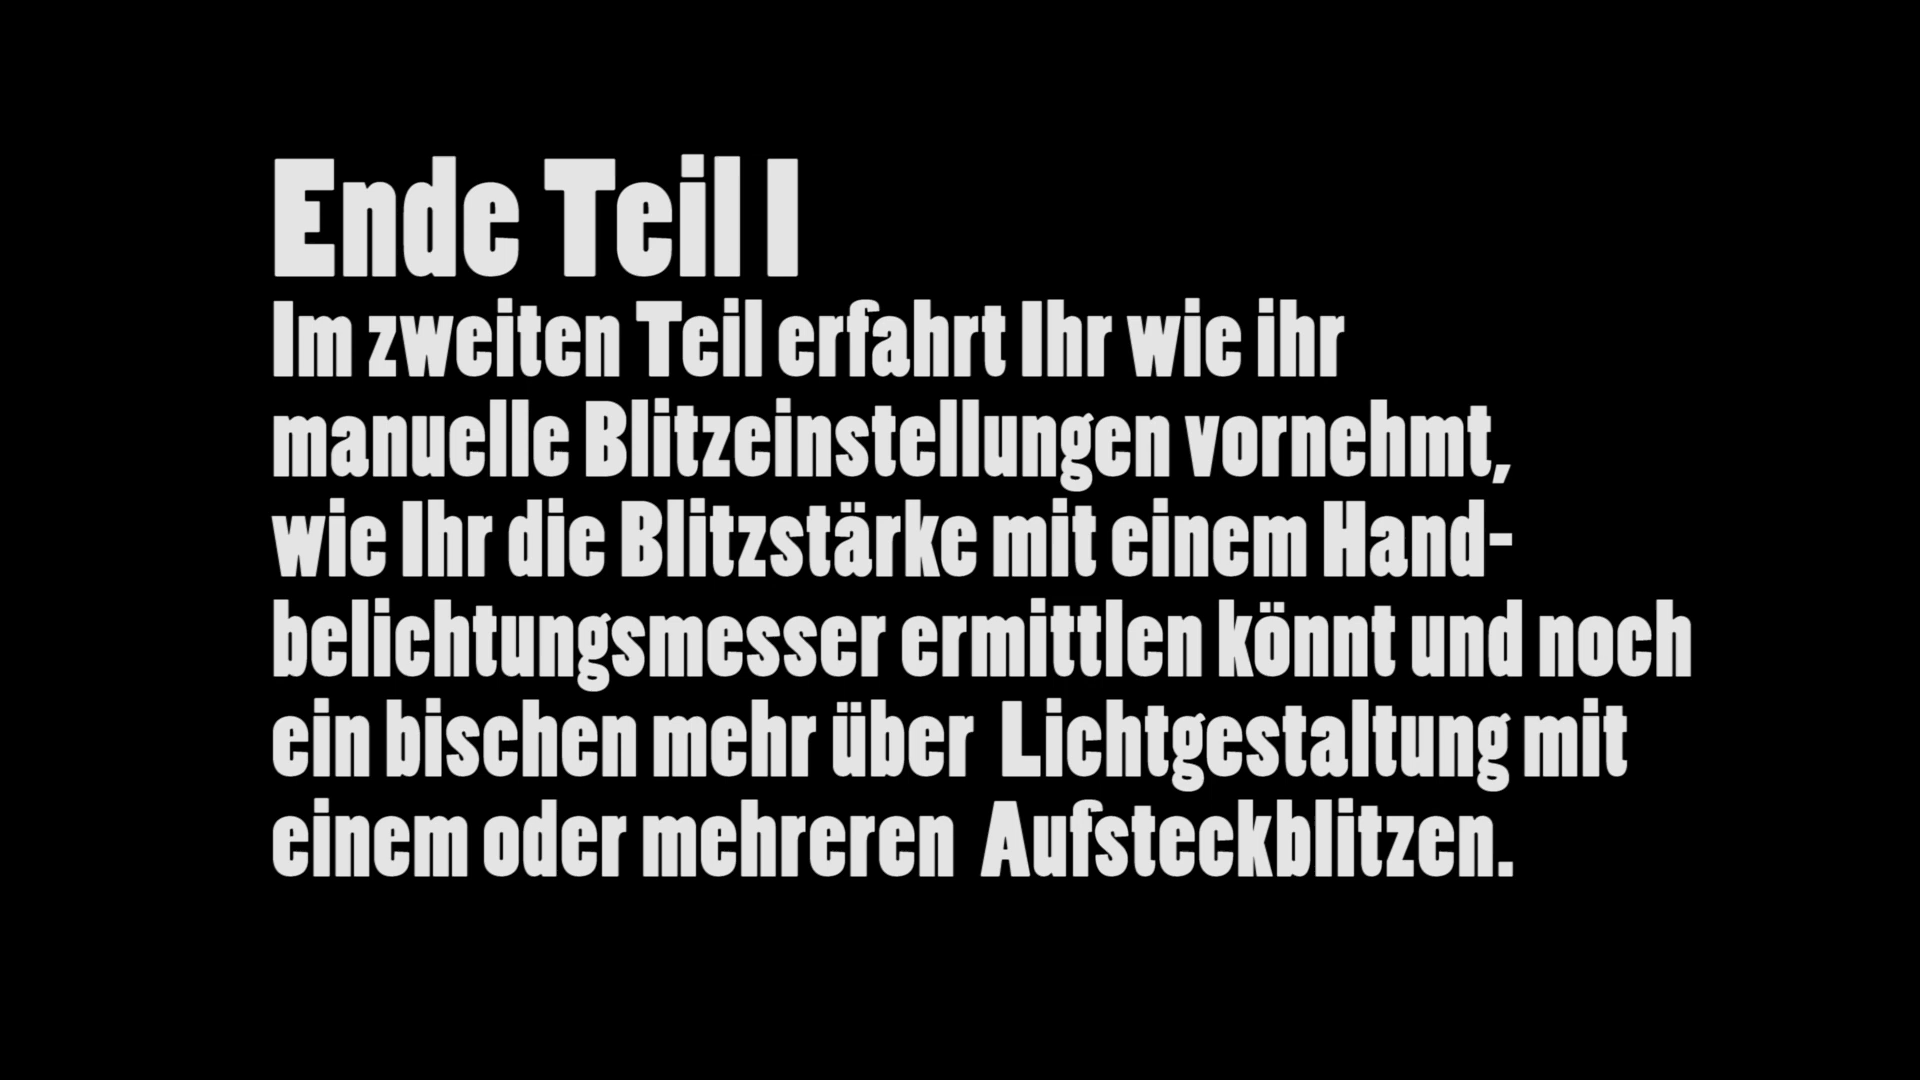 Ende Teil I
Im zweiten Teil erfahrt Ihr wie ihr
manuelle Blitzeinstellungen vornehmt,
wie Ihr die Blitzstärke mit einem Hand-
belichtungsmesser ermittlen könnt und noch
ein bischen mehr über Lichtgestaltung mit
einem oder mehreren Aufsteckblitzen.